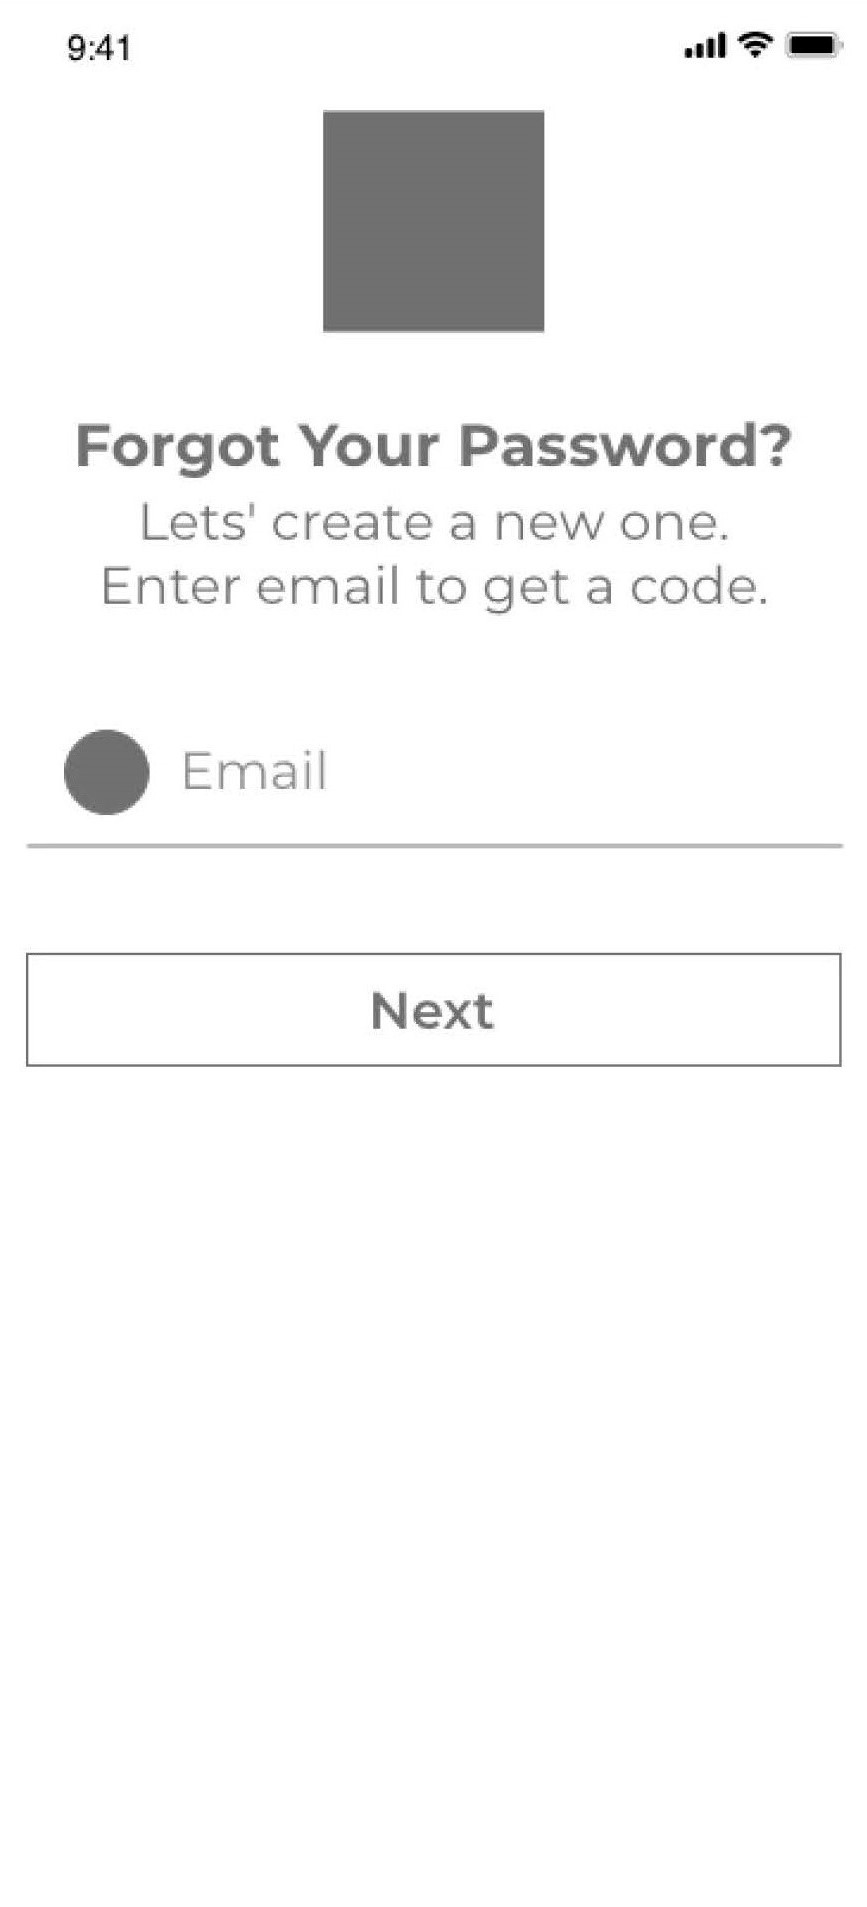 9:41
Forgot Your Password?
Lets' create a new one.
Enter email to get a code.
Email
Next